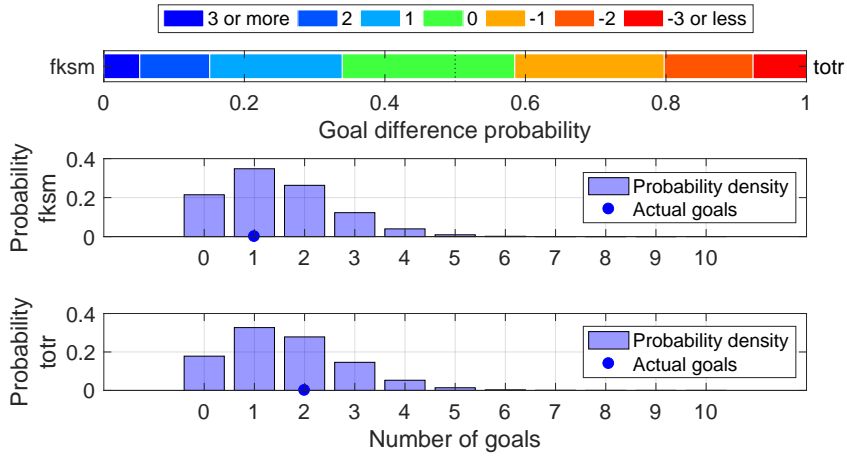 3 or more 2 1 0 -1 -2 -3 or less
fksm totr
0 0.2 0.4 0.6 0.8 1
Goal difference probability
Probability
fksm
0.4
0.2
0
Probability density
Actual goals
0 1 2 3 4 5 6 7 8 9 10
Probability
totr
0.4
0.2
0
Probability density
Actual goals
0 1 2 3 4 5 6 7 8 9 10
Number of goals